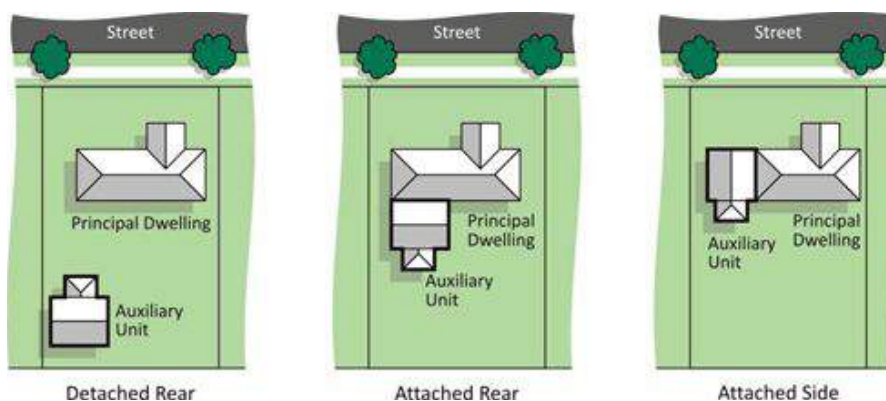 Street
Principal Dwelling
Auxiliary
Unit
Detached Rear
Street
Principal
Dwelling
Auxiliary
Unit
Attached Rear
Street
Auxiliary
Unit
Principal
Dwelling
Attached Side